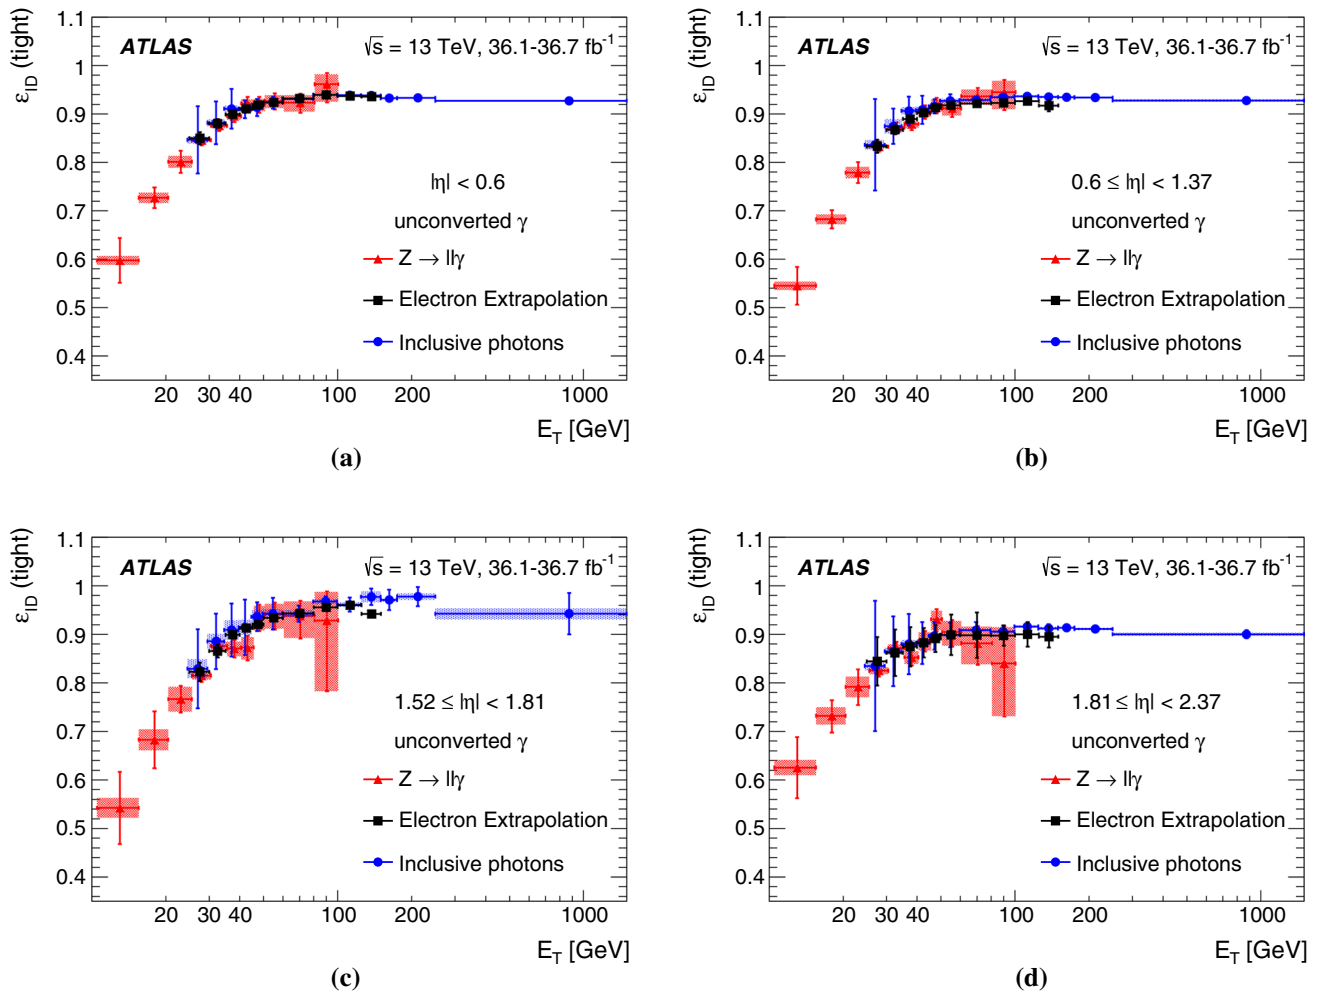 ATLAS √s = 13 TeV, 36.1-36.7 fb⁻¹
ε_ID (tight)
1.1
1
0.9
0.8
0.7
0.6
0.5
0.4
|η| < 0.6
unconverted γ
Z → llγ
Electron Extrapolation
Inclusive photons
20 30 40 100 200 1000
E_T [GeV]
(a)
ATLAS √s = 13 TeV, 36.1-36.7 fb⁻¹
ε_ID (tight)
1.1
1
0.9
0.8
0.7
0.6
0.5
0.4
0.6 ≤ |η| < 1.37
unconverted γ
Z → llγ
Electron Extrapolation
Inclusive photons
20 30 40 100 200 1000
E_T [GeV]
(b)
ATLAS √s = 13 TeV, 36.1-36.7 fb⁻¹
ε_ID (tight)
1.1
1
0.9
0.8
0.7
0.6
0.5
0.4
1.52 ≤ |η| < 1.81
unconverted γ
Z → llγ
Electron Extrapolation
Inclusive photons
20 30 40 100 200 1000
E_T [GeV]
(c)
ATLAS √s = 13 TeV, 36.1-36.7 fb⁻¹
ε_ID (tight)
1.1
1
0.9
0.8
0.7
0.6
0.5
0.4
1.81 ≤ |η| < 2.37
unconverted γ
Z → llγ
Electron Extrapolation
Inclusive photons
20 30 40 100 200 1000
E_T [GeV]
(d)